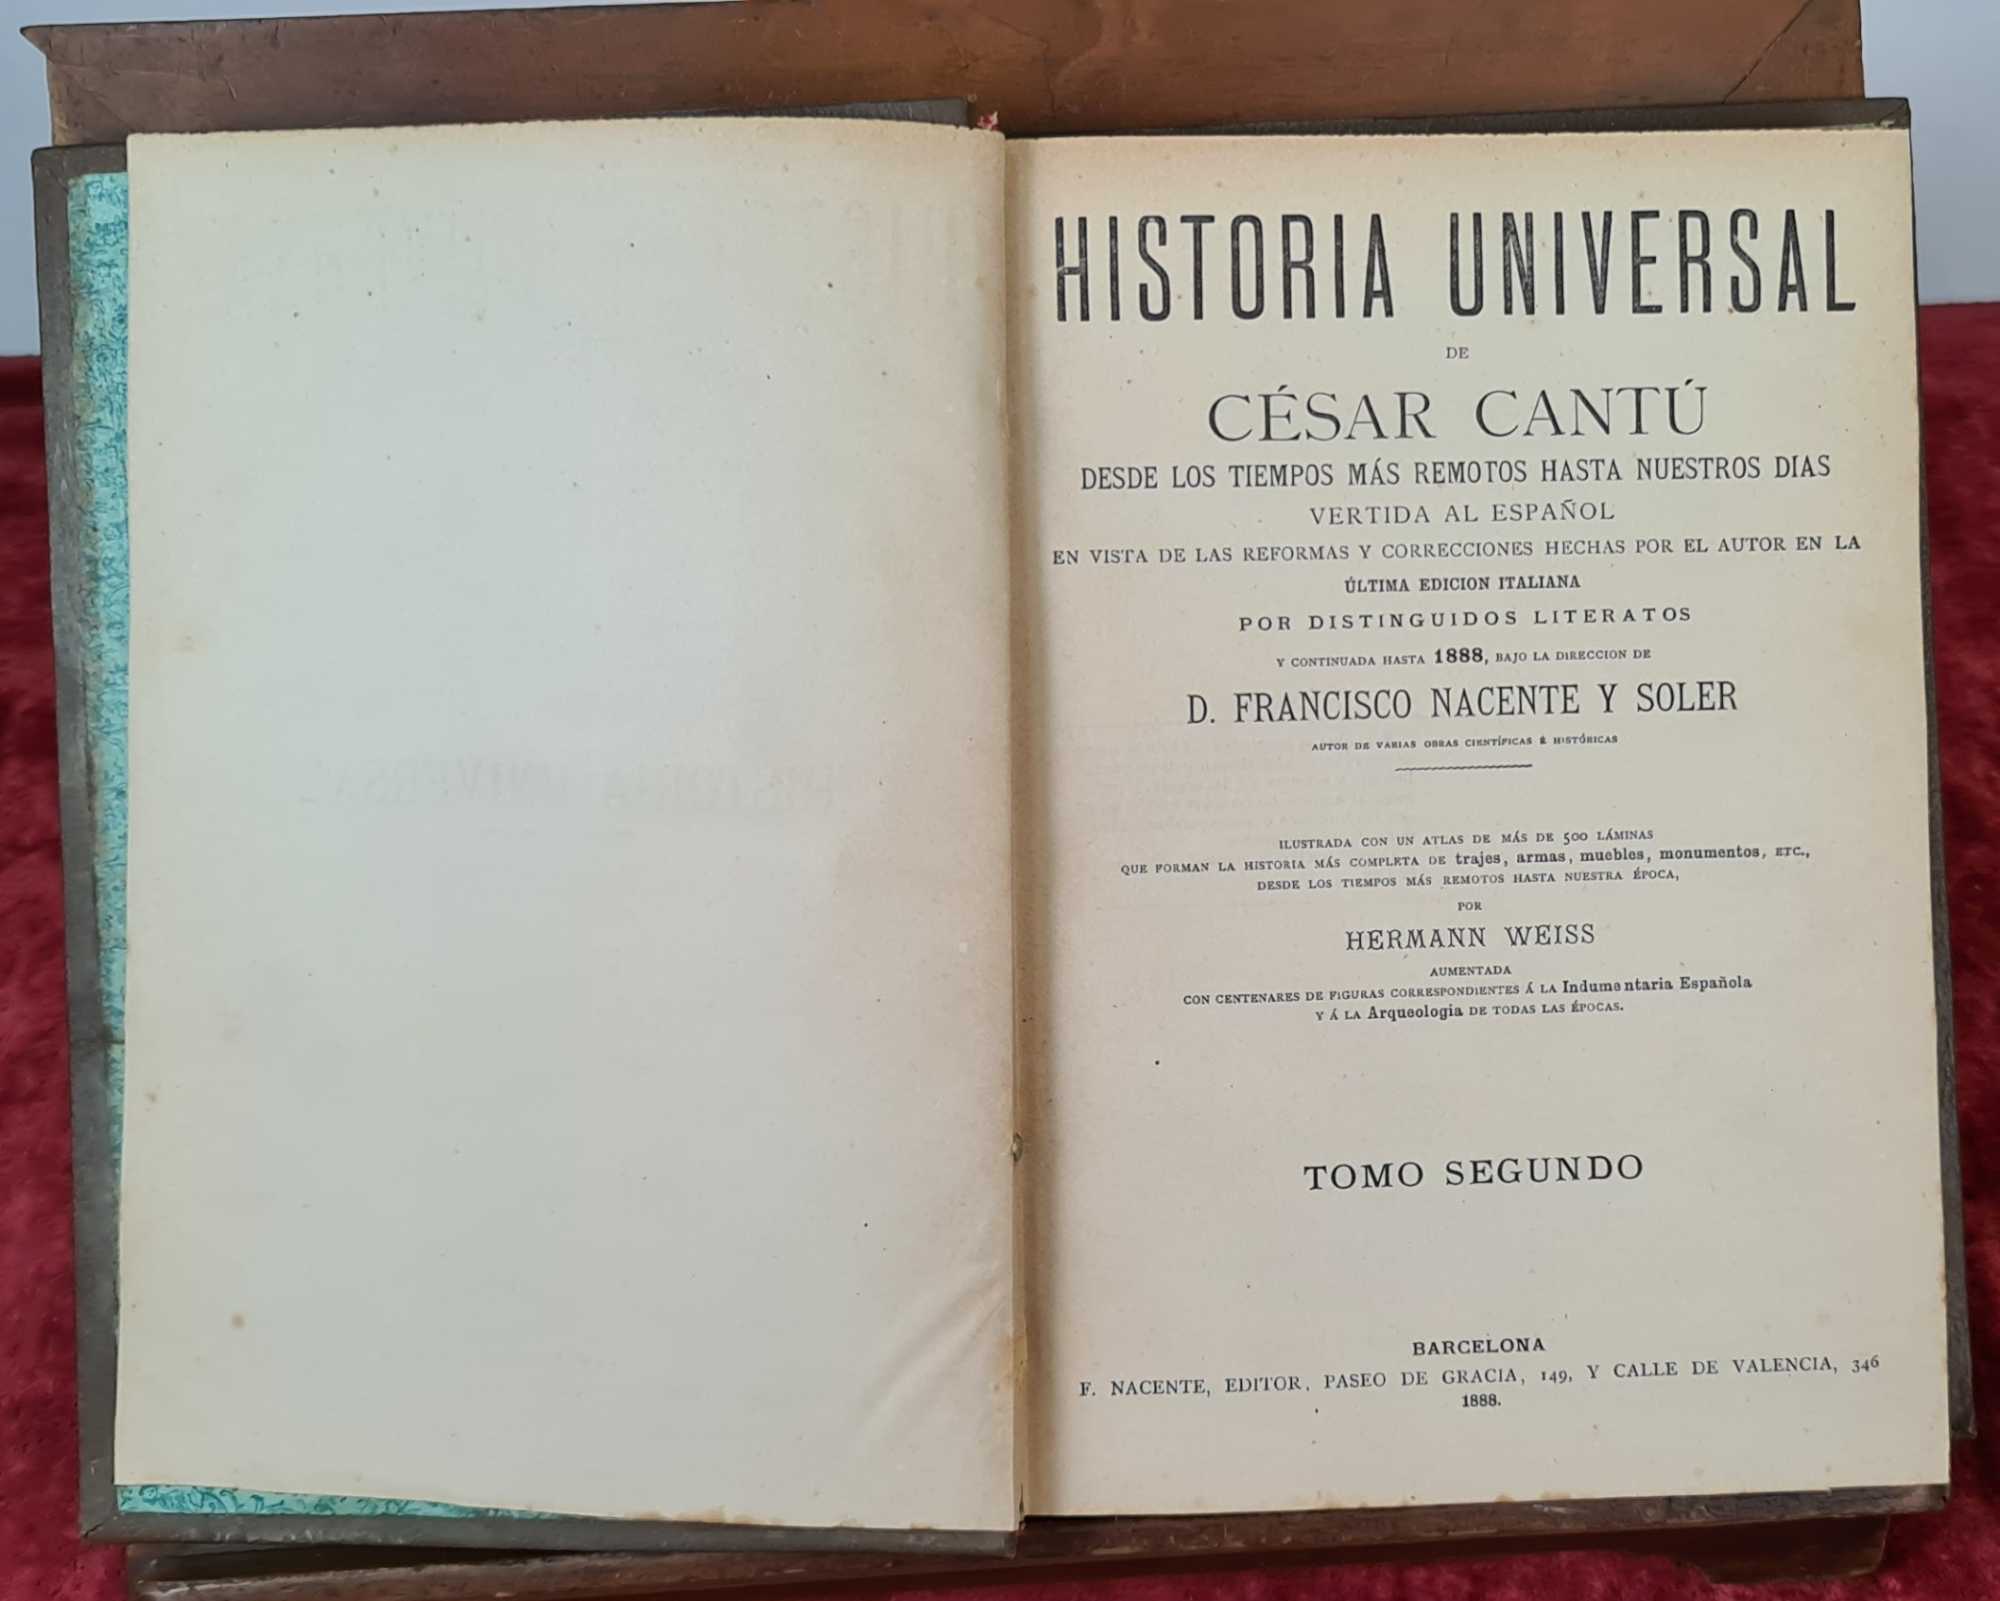 HISTORIA UNIVERSAL
DE
CÉSAR CANTÚ
DESDE LOS TIEMPOS MÁS REMOTOS HASTA NUESTROS DIAS
VERTIDA AL ESPAÑOL
EN VISTA DE LAS REFORMAS Y CORRECCIONES HECHAS POR EL AUTOR EN LA
ÚLTIMA EDICION ITALIANA
POR DISTINGUIDOS LITERATOS
Y CONTINUADA HASTA 1888, BAJO LA DIRECCION DE
D. FRANCISCO NACENTE Y SOLER
AUTOR DE VARIAS OBRAS CIENTÍFICAS É HISTÓRICAS
ILUSTRADA CON UN ATLAS DE MÁS DE 500 LÁMINAS
QUE FORMAN LA HISTORIA MÁS COMPLETA DE trajes, armas, muebles, monumentos, ETC.,
DESDE LOS TIEMPOS MÁS REMOTOS HASTA NUESTRA ÉPOCA,
POR
HERMANN WEISS
AUMENTADA
CON CENTENARES DE FIGURAS CORRESPONDIENTES Á LA Indumentaria Española
Y Á LA Arqueologia DE TODAS LAS ÉPOCAS.
TOMO SEGUNDO
BARCELONA
F. NACENTE, EDITOR, PASEO DE GRACIA, 149, Y CALLE DE VALENCIA, 346
1888.